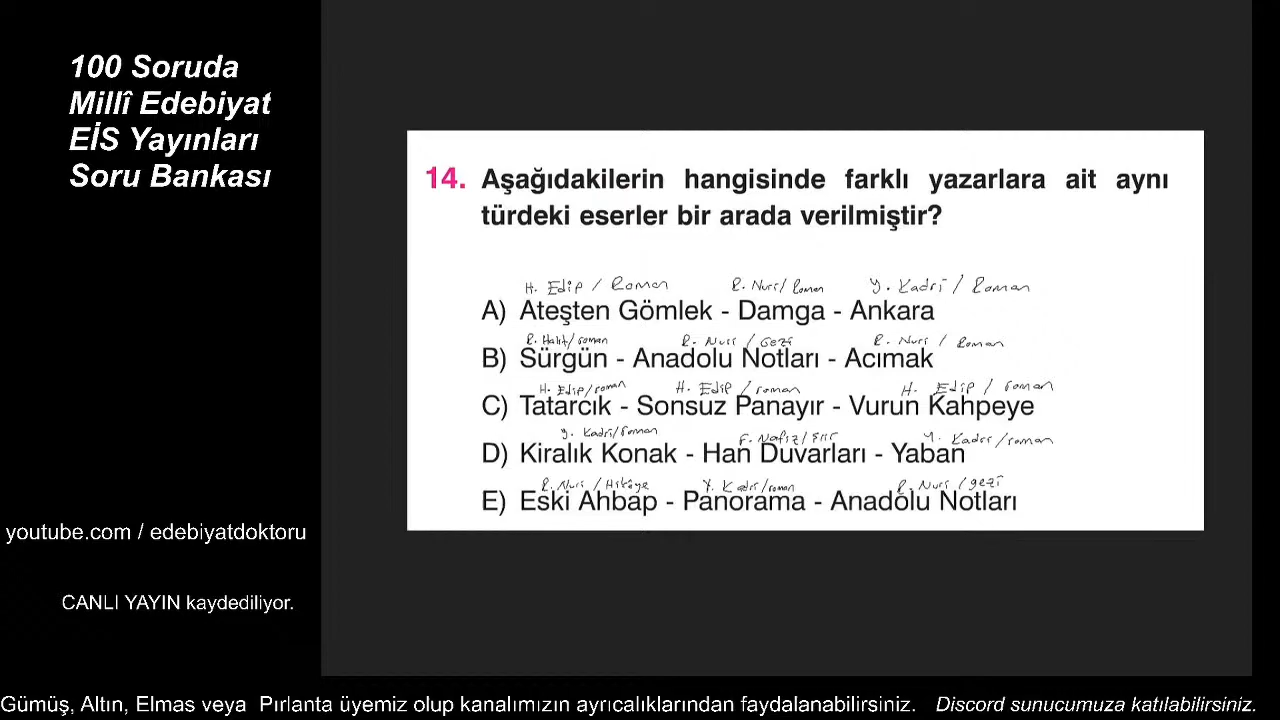 100 Soruda
Millî Edebiyat
EİS Yayınları
Soru Bankası
14. Aşağıdakilerin hangisinde farklı yazarlara ait aynı
türdeki eserler bir arada verilmiştir?
H. Edip / Roman R. Nuri / Roman Y. Kadri / Roman
A) Ateşten Gömlek - Damga - Ankara
R. Halit/roman R. Nuri / Gezi R. Nuri / Roman
B) Sürgün - Anadolu Notları - Acımak
H. Edip/roman H. Edip / roman H. Edip / roman
C) Tatarcık - Sonsuz Panayır - Vurun Kahpeye
Y. Kadri/roman F. Nafiz/şiir Y. Kadri /roman
D) Kiralık Konak - Han Duvarları - Yaban
R. Nuri / Hikâye Y. Kadri/roman R. Nuri /gezi
E) Eski Ahbap - Panorama - Anadolu Notları
youtube.com / edebiyatdoktoru
CANLI YAYIN kaydediliyor.
Gümüş, Altın, Elmas veya Pırlanta üyemiz olup kanalımızın ayrıcalıklarından faydalanabilirsiniz. Discord sunucumuza katılabilirsiniz.